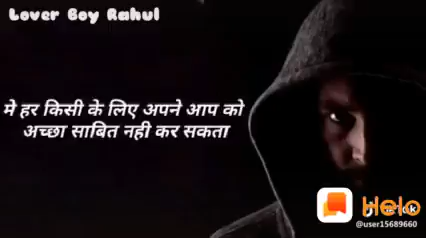 Lover Boy Rahul
मे हर किसी के लिए अपने आप को
अच्छा साबित नही कर सकता
Helo
@user15689660